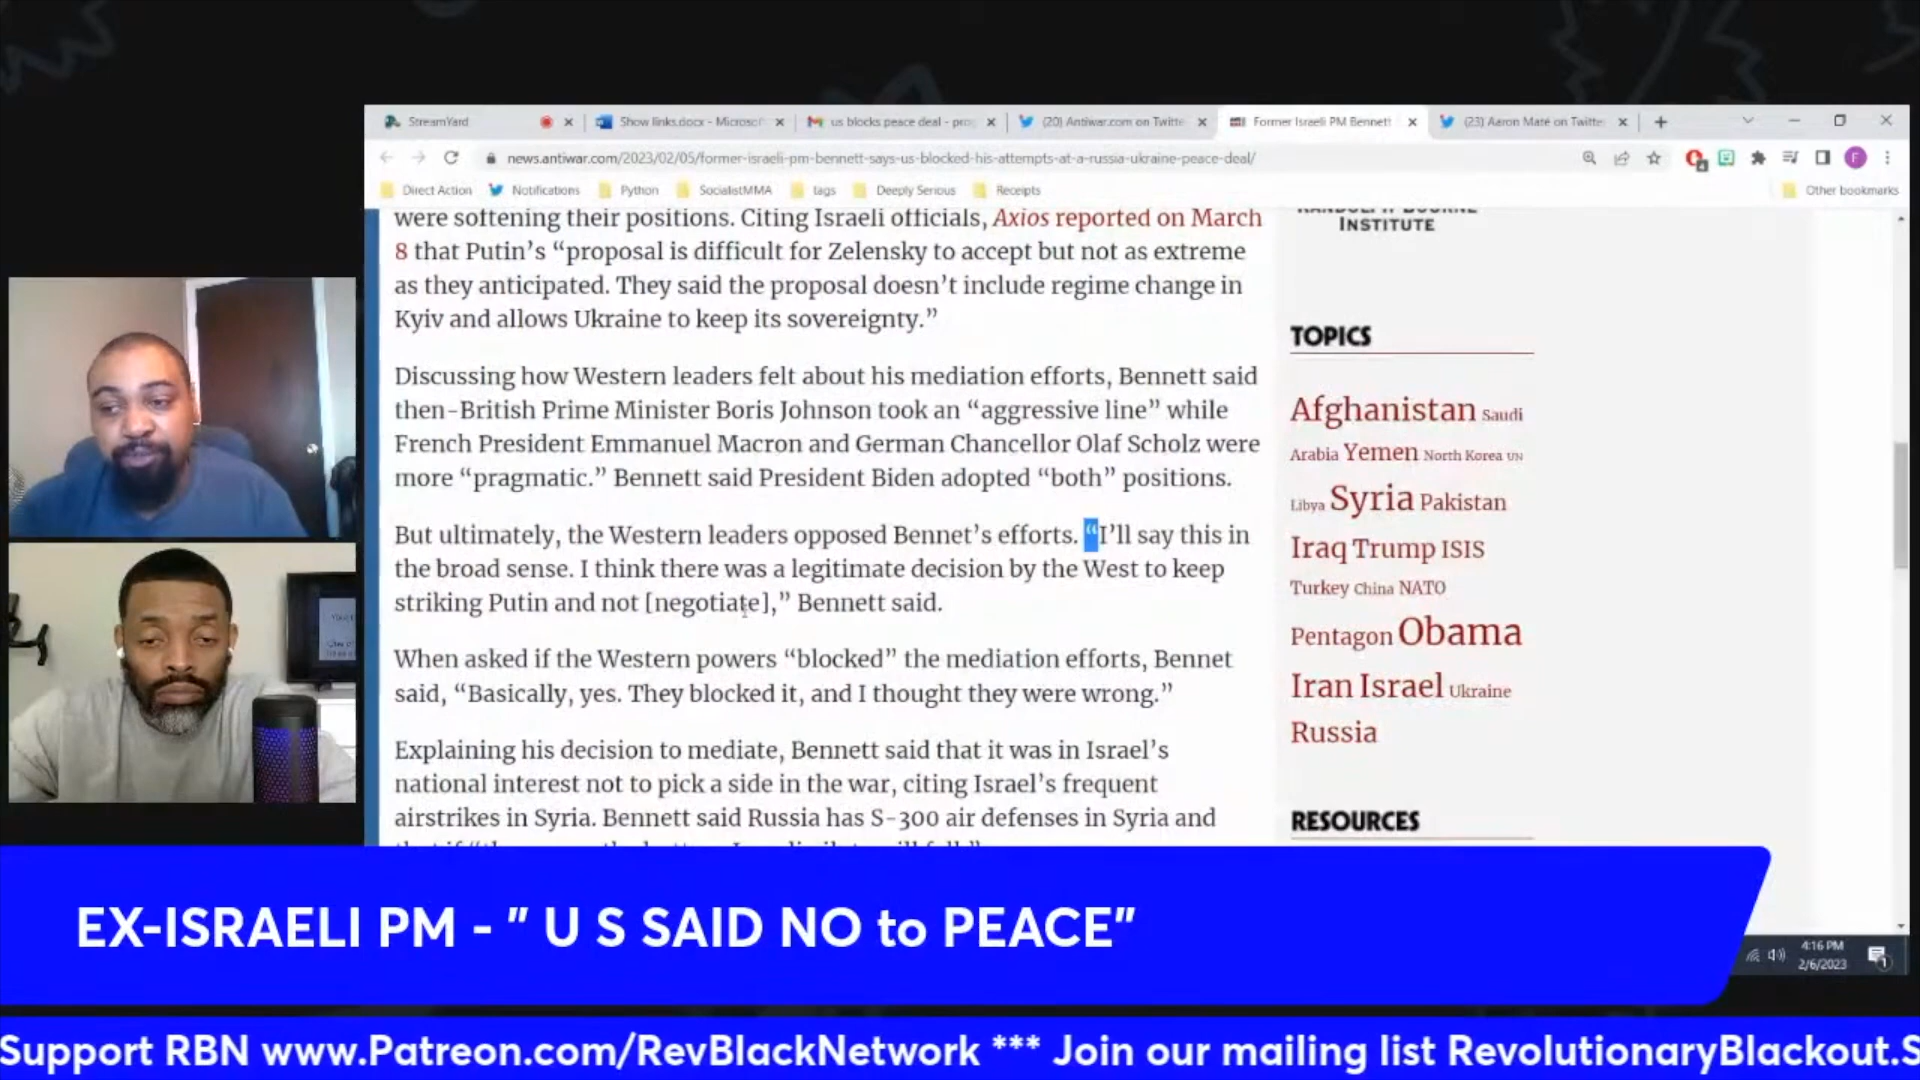 StreamYard
Show links.docx - Microsof
us blocks peace deal - pro
(20) Antiwar.com on Twitte
Former Israeli PM Bennett
(23) Aaron Maté on Twitte
news.antiwar.com/2023/02/05/former-israeli-pm-bennett-says-us-blocked-his-attempts-at-a-russia-ukraine-peace-deal/
Direct Action
Notifications
Python
SocialistMMA
tags
Deeply Serious
Receipts
Other bookmarks
were softening their positions. Citing Israeli officials, Axios reported on March
8 that Putin’s “proposal is difficult for Zelensky to accept but not as extreme
as they anticipated. They said the proposal doesn’t include regime change in
Kyiv and allows Ukraine to keep its sovereignty.”
Discussing how Western leaders felt about his mediation efforts, Bennett said
then-British Prime Minister Boris Johnson took an “aggressive line” while
French President Emmanuel Macron and German Chancellor Olaf Scholz were
more “pragmatic.” Bennett said President Biden adopted “both” positions.
But ultimately, the Western leaders opposed Bennet’s efforts. “I’ll say this in
the broad sense. I think there was a legitimate decision by the West to keep
striking Putin and not [negotiate],” Bennett said.
When asked if the Western powers “blocked” the mediation efforts, Bennet
said, “Basically, yes. They blocked it, and I thought they were wrong.”
Explaining his decision to mediate, Bennett said that it was in Israel’s
national interest not to pick a side in the war, citing Israel’s frequent
airstrikes in Syria. Bennett said Russia has S-300 air defenses in Syria and
INSTITUTE
TOPICS
Afghanistan Saudi
Arabia Yemen North Korea UN
Libya Syria Pakistan
Iraq Trump ISIS
Turkey China NATO
Pentagon Obama
Iran Israel Ukraine
Russia
RESOURCES
EX-ISRAELI PM - " U S SAID NO to PEACE"
4:16 PM
2/6/2023
Support RBN www.Patreon.com/RevBlackNetwork *** Join our mailing list RevolutionaryBlackout.S